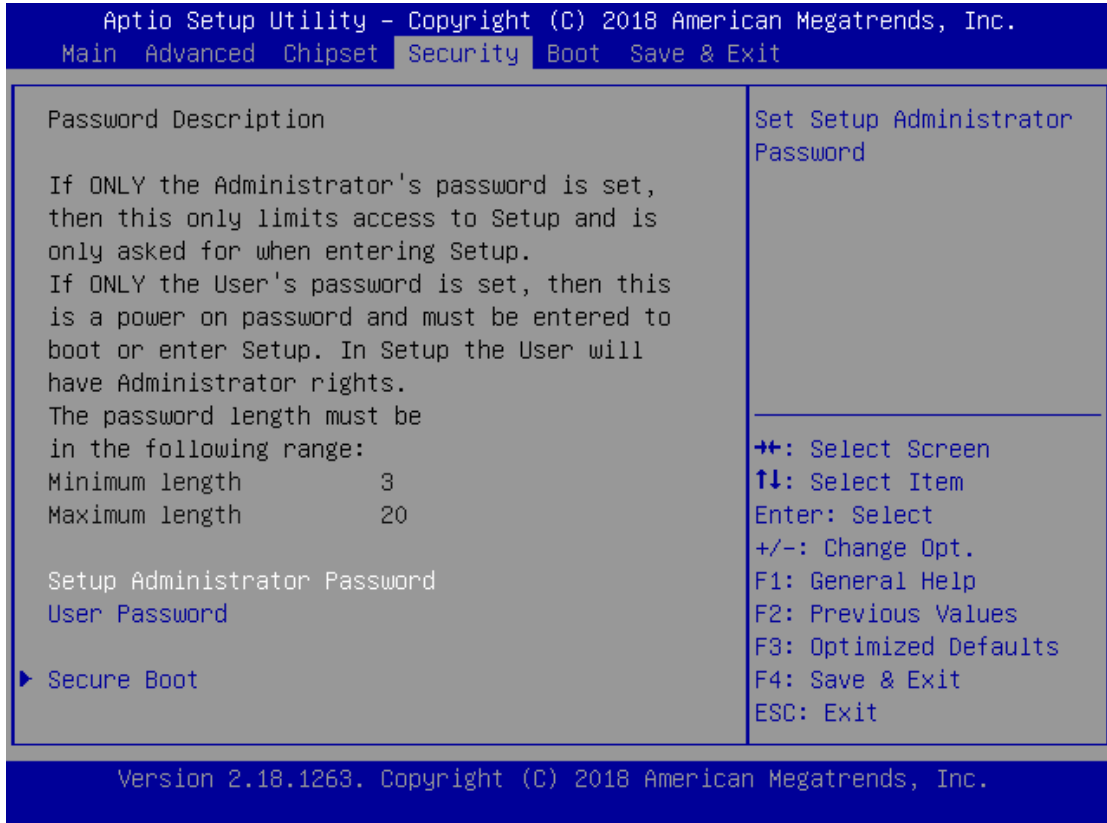 Aptio Setup Utility – Copyright (C) 2018 American Megatrends, Inc.
Main Advanced Chipset Security Boot Save & Exit
Password Description
If ONLY the Administrator's password is set,
then this only limits access to Setup and is
only asked for when entering Setup.
If ONLY the User's password is set, then this
is a power on password and must be entered to
boot or enter Setup. In Setup the User will
have Administrator rights.
The password length must be
in the following range:
Minimum length 3
Maximum length 20
Setup Administrator Password
User Password
Secure Boot
Set Setup Administrator
Password
→←: Select Screen
↑↓: Select Item
Enter: Select
+/-: Change Opt.
F1: General Help
F2: Previous Values
F3: Optimized Defaults
F4: Save & Exit
ESC: Exit
Version 2.18.1263. Copyright (C) 2018 American Megatrends, Inc.